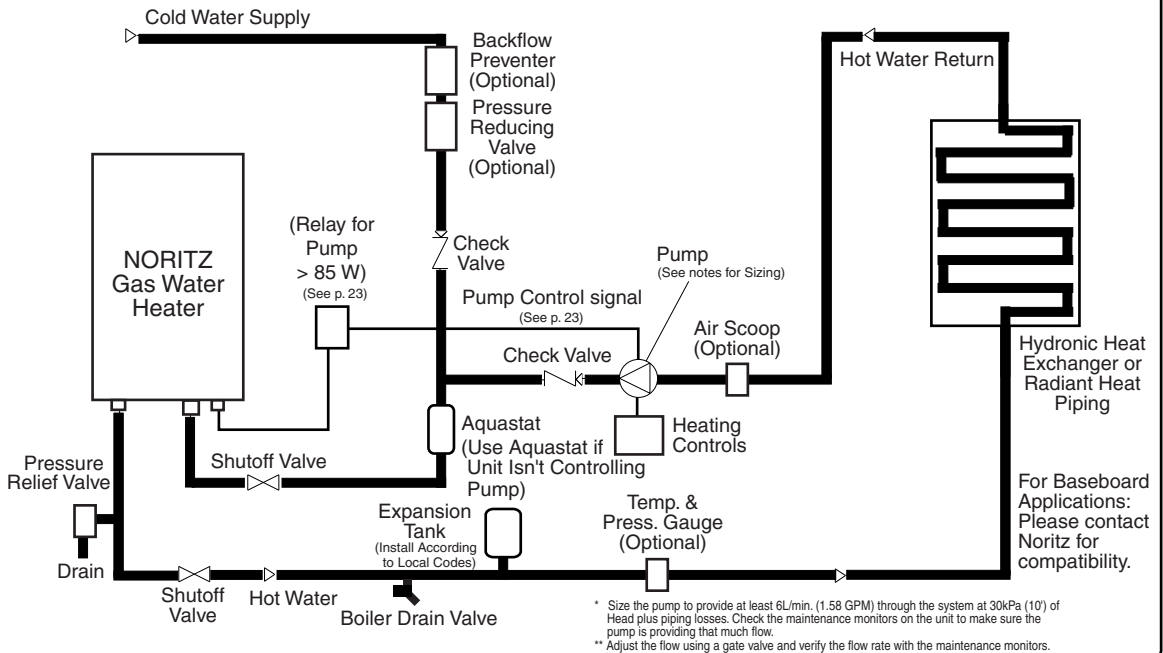 Cold Water Supply
Backflow
Preventer
(Optional)
Pressure
Reducing
Valve
(Optional)
Hot Water Return
NORITZ
Gas Water
Heater
(Relay for
Pump
> 85 W)
(See p. 23)
Check
Valve
Pump
(See notes for Sizing)
Pump Control signal
(See p. 23)
Air Scoop
(Optional)
Check Valve
Hydronic Heat
Exchanger or
Radiant Heat
Piping
Aquastat
(Use Aquastat if
Unit Isn't Controlling
Pump)
Heating
Controls
Pressure
Relief Valve
Shutoff Valve
Expansion
Tank
(Install According
to Local Codes)
Temp. &
Press. Gauge
(Optional)
For Baseboard
Applications:
Please contact
Noritz for
compatibility.
Drain
Shutoff
Valve
Hot Water
Boiler Drain Valve
* Size the pump to provide at least 6L/min. (1.58 GPM) through the system at 30kPa (10') of
Head plus piping losses. Check the maintenance monitors on the unit to make sure the
pump is providing that much flow.
** Adjust the flow using a gate valve and verify the flow rate with the maintenance monitors.